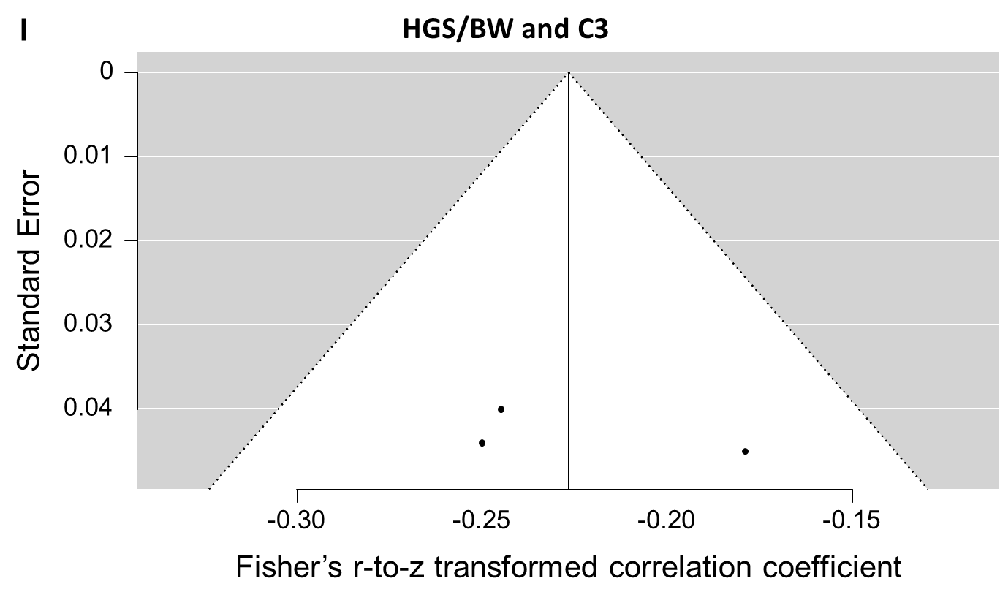 I
HGS/BW and C3
0
0.01
0.02
0.03
0.04
Standard Error
-0.30 -0.25 -0.20 -0.15
Fisher’s r-to-z transformed correlation coefficient